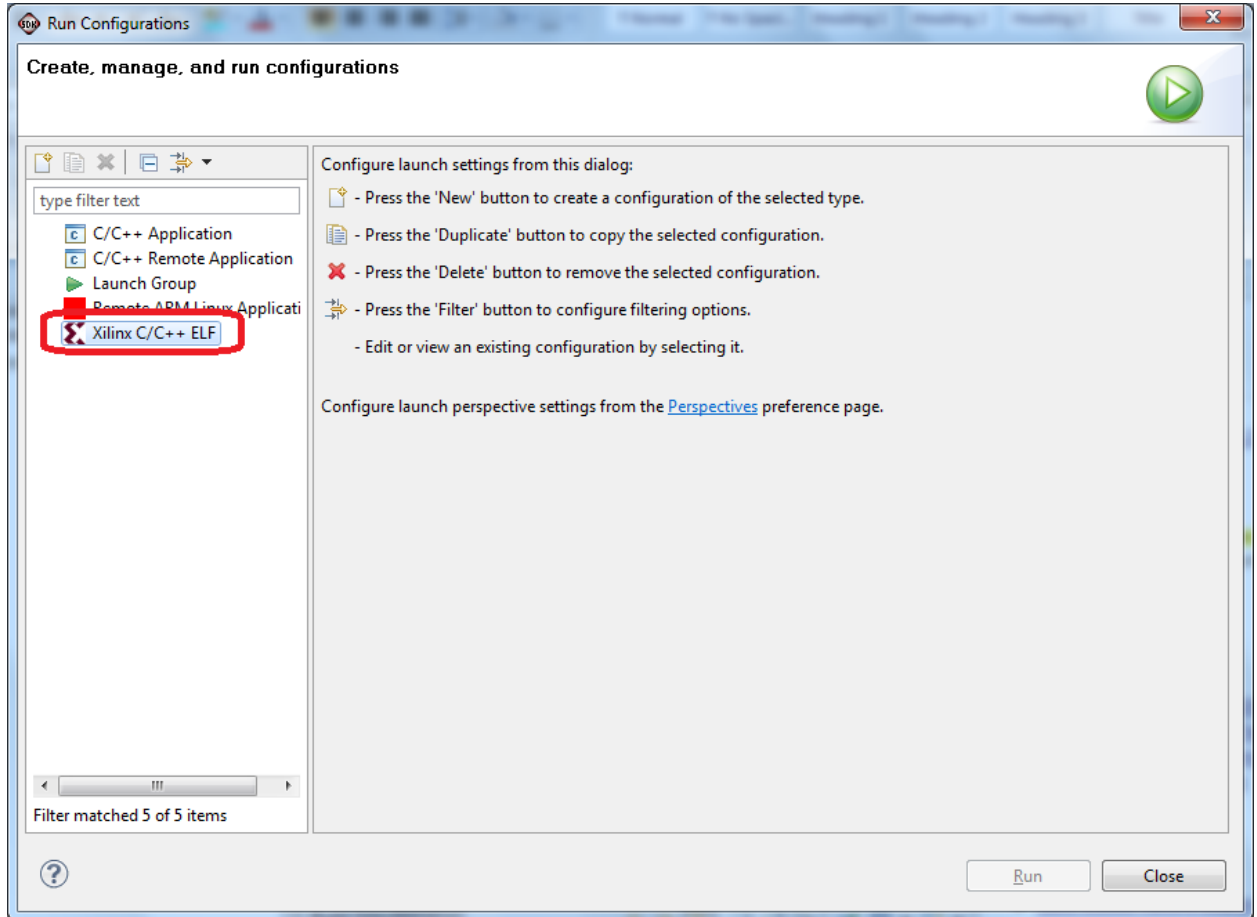 Run Configurations
Create, manage, and run configurations
type filter text
C/C++ Application
C/C++ Remote Application
Launch Group
Remote ARM Linux Applicati
Xilinx C/C++ ELF
Filter matched 5 of 5 items
Configure launch settings from this dialog:
- Press the 'New' button to create a configuration of the selected type.
- Press the 'Duplicate' button to copy the selected configuration.
- Press the 'Delete' button to remove the selected configuration.
- Press the 'Filter' button to configure filtering options.
- Edit or view an existing configuration by selecting it.
Configure launch perspective settings from the Perspectives preference page.
Run
Close